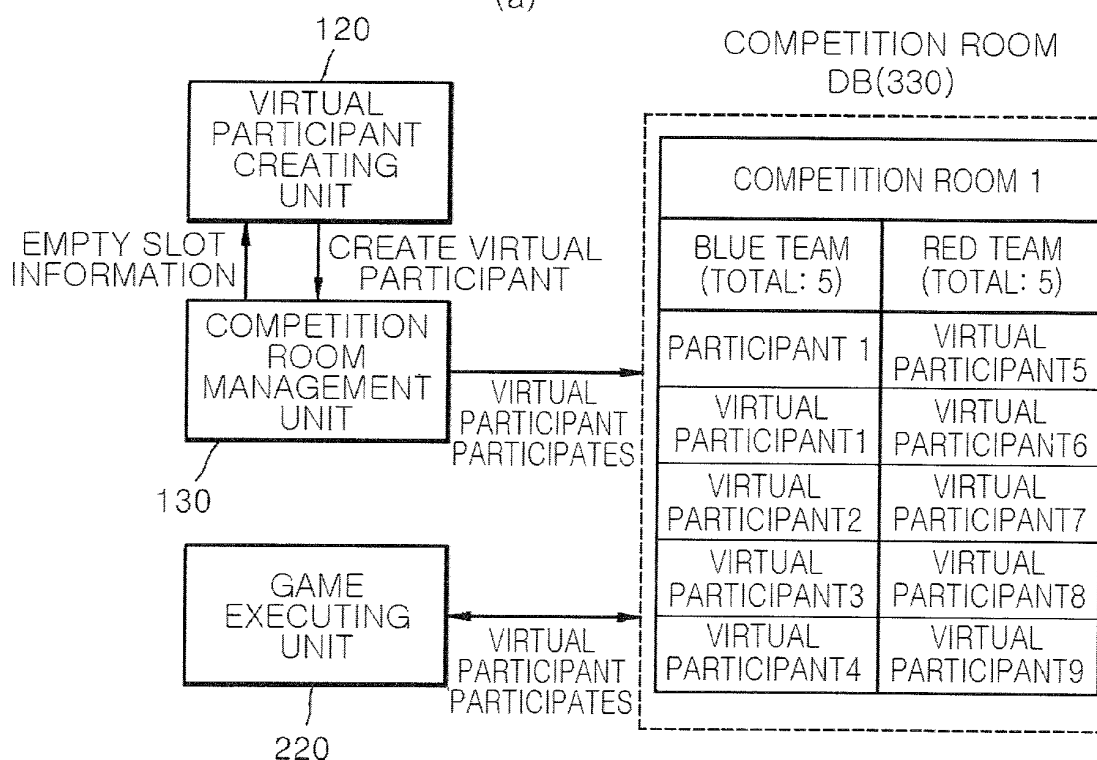 (a)
120
VIRTUAL
PARTICIPANT
CREATING
UNIT
EMPTY SLOT
INFORMATION
CREATE VIRTUAL
PARTICIPANT
COMPETITION
ROOM
MANAGEMENT
UNIT
130
VIRTUAL
PARTICIPANT
PARTICIPATES
GAME
EXECUTING
UNIT
220
VIRTUAL
PARTICIPANT
PARTICIPATES
COMPETITION ROOM
DB(330)
COMPETITION ROOM 1
BLUE TEAM
(TOTAL: 5)
RED TEAM
(TOTAL: 5)
PARTICIPANT 1
VIRTUAL
PARTICIPANT5
VIRTUAL
PARTICIPANT1
VIRTUAL
PARTICIPANT6
VIRTUAL
PARTICIPANT2
VIRTUAL
PARTICIPANT7
VIRTUAL
PARTICIPANT3
VIRTUAL
PARTICIPANT8
VIRTUAL
PARTICIPANT4
VIRTUAL
PARTICIPANT9